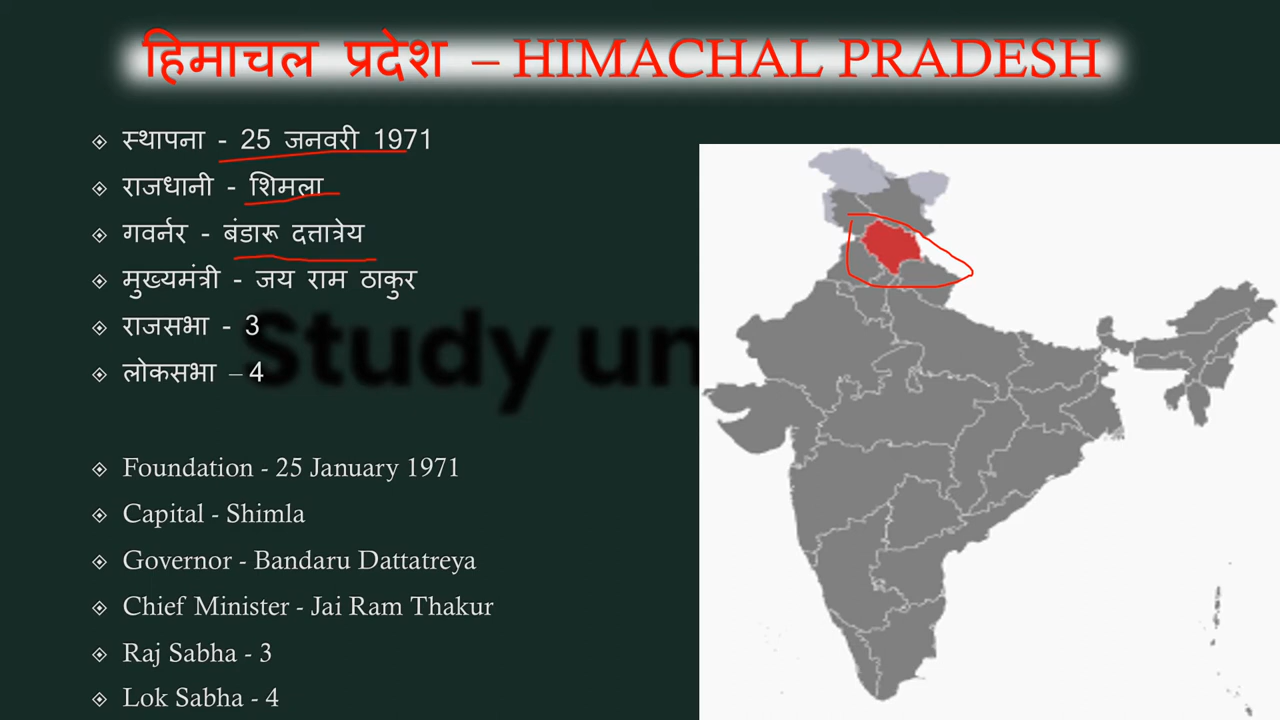 हिमाचल प्रदेश – HIMACHAL PRADESH
स्थापना - 25 जनवरी 1971
राजधानी - शिमला
गवर्नर - बंडारू दत्तात्रेय
मुख्यमंत्री - जय राम ठाकुर
राजसभा - 3
लोकसभा – 4
Study un
Foundation - 25 January 1971
Capital - Shimla
Governor - Bandaru Dattatreya
Chief Minister - Jai Ram Thakur
Raj Sabha - 3
Lok Sabha - 4